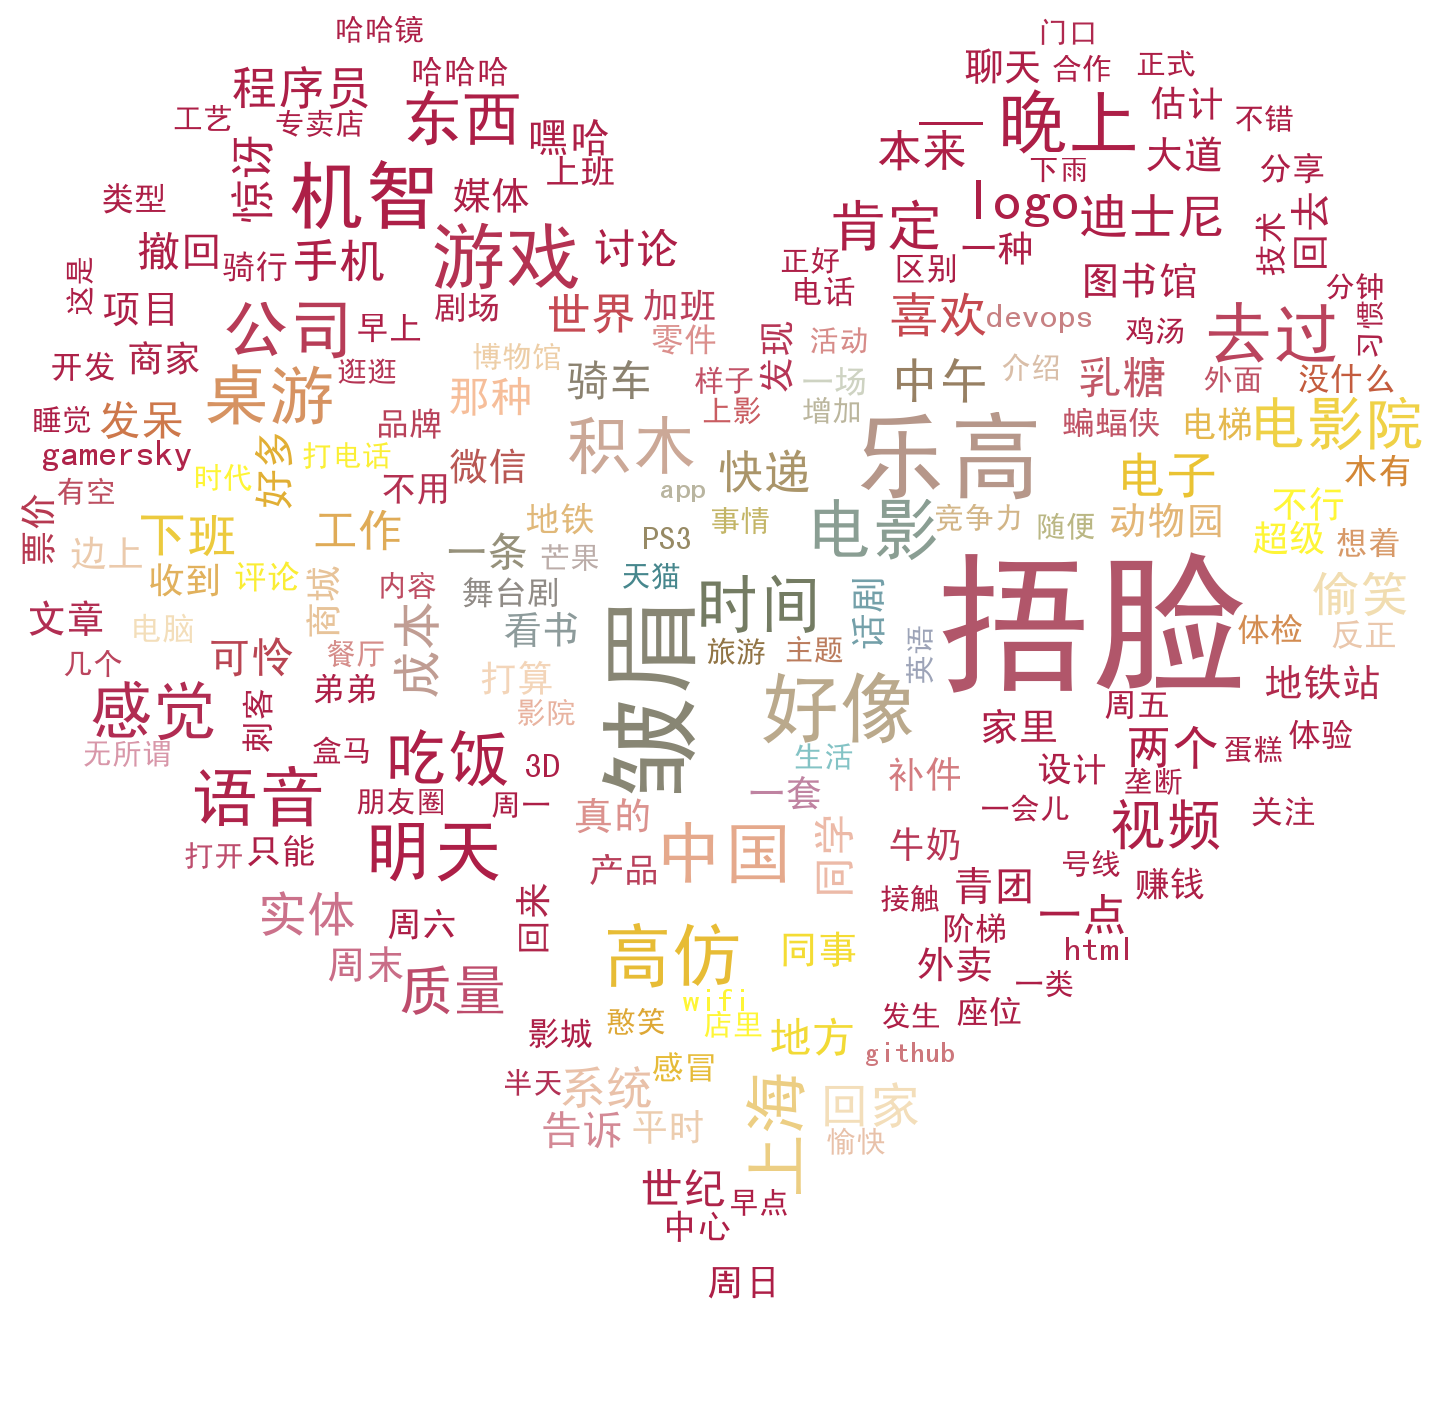 哈哈镜
门口
程序员
哈哈哈
聊天
合作
正式
工艺
专卖店
东西
嘿哈
一
晚上
估计
不错
惊讶
机智
媒体
上班
本来
下雨
大道
分享
类型
游戏
讨论
肯定
logo
迪士尼
技术
回去
撤回
骑行
手机
一种
这是
项目
公司
早上
剧场
世界
加班
正好
电话
区别
图书馆
分钟
开发
商家
逛逛
博物馆
零件
发现
活动
喜欢
devops
鸡汤
去过
习惯
睡觉
发呆
桌游
那种
骑车
样子
上影
一场
增加
中午
介绍
乳糖
外面
没什么
gamersky
时代
好多
打电话
品牌
微信
积木
快递
乐高
蝙蝠侠
电梯
电影院
有空
不用
app
电子
木有
票价
边上
下班
工作
一条
地铁
芒果
PS3
事情
电影
竞争力
随便
动物园
不行
超级
想着
收到
评论
商城
内容
舞台剧
天猫
时间
话剧
捂脸
偷笑
文章
电脑
可怜
餐厅
成本
看书
皱眉
旅游
主题
英语
体检
反正
几个
感觉
刺客
弟弟
打算
影院
好像
家里
周五
地铁站
无所谓
盒马
吃饭
3D
生活
补件
设计
两个
蛋糕
体验
语音
朋友圈
周一
真的
一套
一会儿
垄断
视频
关注
打开
只能
明天
产品
中国
同学
牛奶
号线
赚钱
实体
周六
回来
接触
青团
一点
周末
质量
高仿
同事
阶梯
外卖
html
一类
影城
憨笑
wifi
店里
地方
发生
座位
半天
系统
感冒
github
告诉
平时
上海
回家
愉快
世纪
早点
中心
周日